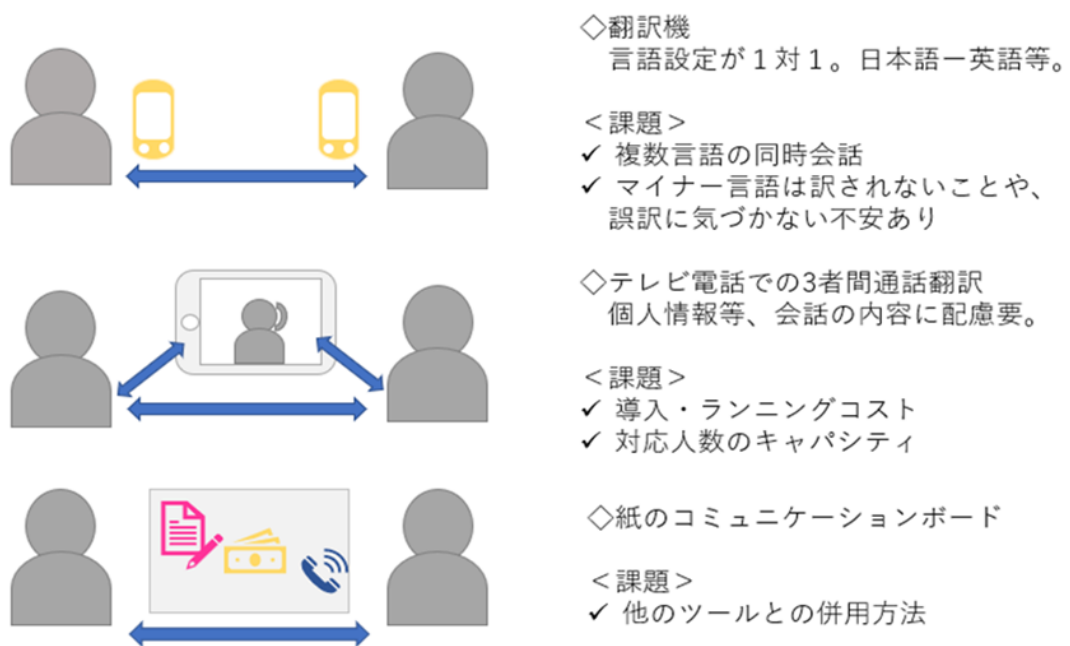 ◇翻訳機
言語設定が１対１。日本語ー英語等。
＜課題＞
✓ 複数言語の同時会話
✓ マイナー言語は訳されないことや、
誤訳に気づかない不安あり
◇テレビ電話での3者間通話翻訳
個人情報等、会話の内容に配慮要。
＜課題＞
✓ 導入・ランニングコスト
✓ 対応人数のキャパシティ
◇紙のコミュニケーションボード
＜課題＞
✓ 他のツールとの併用方法